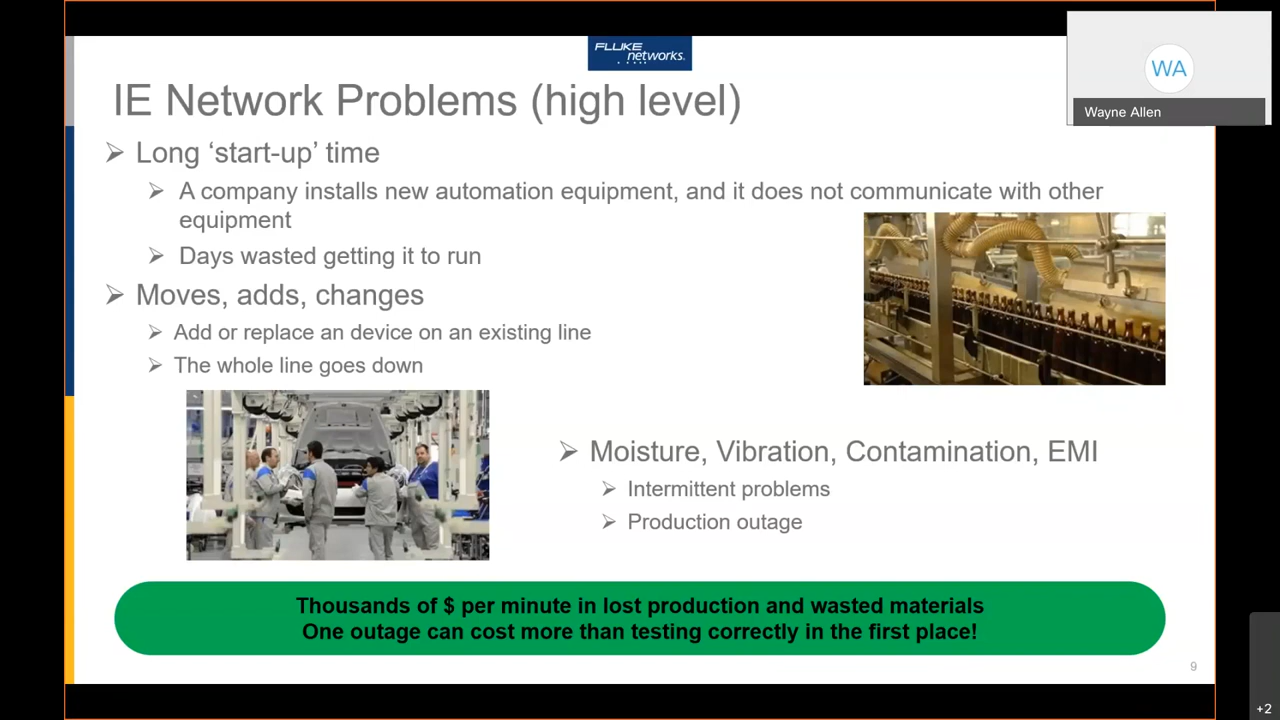 FLUKE
networks.
WA
Wayne Allen
IE Network Problems (high level)
Long ‘start-up’ time
A company installs new automation equipment, and it does not communicate with other
equipment
Days wasted getting it to run
Moves, adds, changes
Add or replace an device on an existing line
The whole line goes down
Moisture, Vibration, Contamination, EMI
Intermittent problems
Production outage
Thousands of $ per minute in lost production and wasted materials
One outage can cost more than testing correctly in the first place!
9
+2